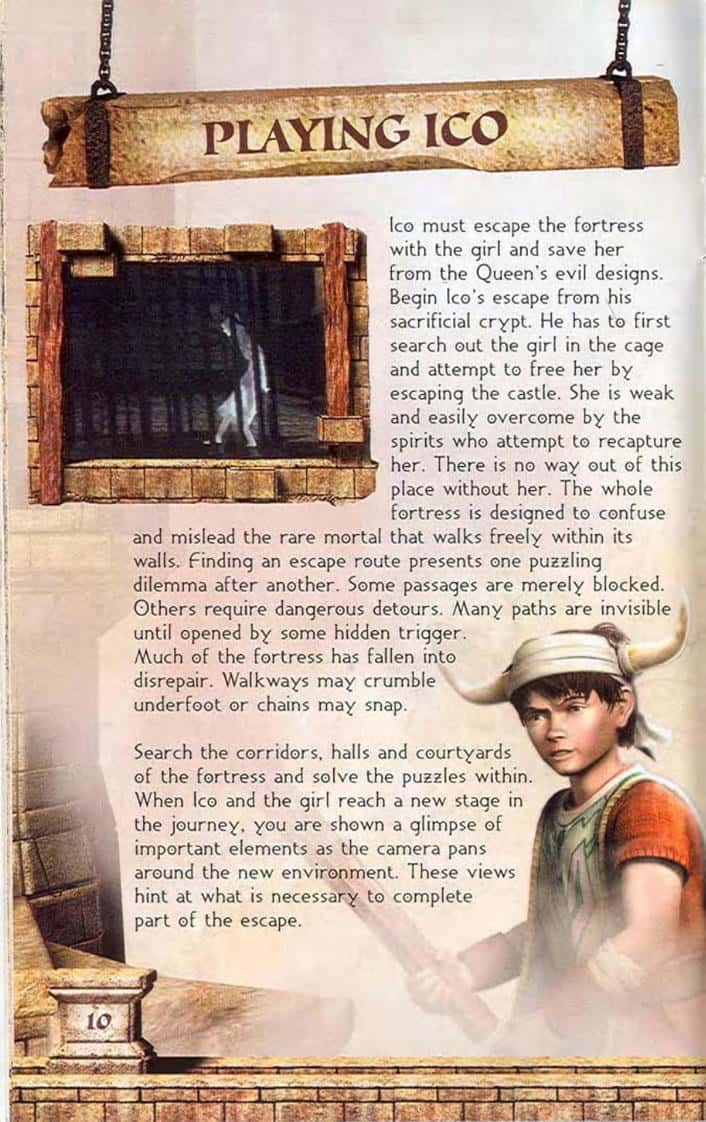 PLAYING ICO
Ico must escape the fortress
with the girl and save her
from the Queen's evil designs.
Begin Ico's escape from his
sacrificial crypt. He has to first
search out the girl in the cage
and attempt to free her by
escaping the castle. She is weak
and easily overcome by the
spirits who attempt to recapture
her. There is no way out of this
place without her. The whole
fortress is designed to confuse
and mislead the rare mortal that walks freely within its
walls. Finding an escape route presents one puzzling
dilemma after another. Some passages are merely blocked.
Others require dangerous detours. Many paths are invisible
until opened by some hidden trigger.
Much of the fortress has fallen into
disrepair. Walkways may crumble
underfoot or chains may snap.
Search the corridors, halls and courtyards
of the fortress and solve the puzzles within.
When Ico and the girl reach a new stage in
the journey, you are shown a glimpse of
important elements as the camera pans
around the new environment. These views
hint at what is necessary to complete
part of the escape.
10